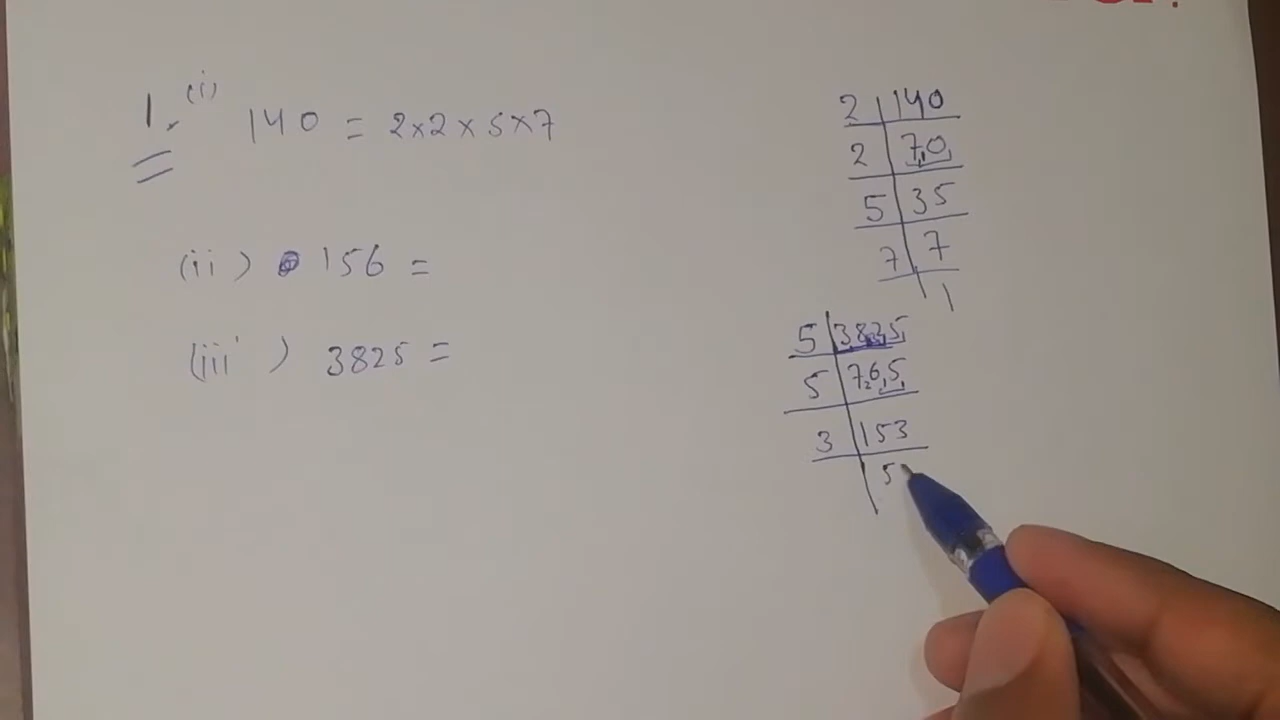 1. (i) 140 = 2×2×5×7
(ii) 156 =
(iii) 3825 =
2 | 140
2 | 70
5 | 35
7 | 7
1
5 | 3825
5 | 765
3 | 153
5